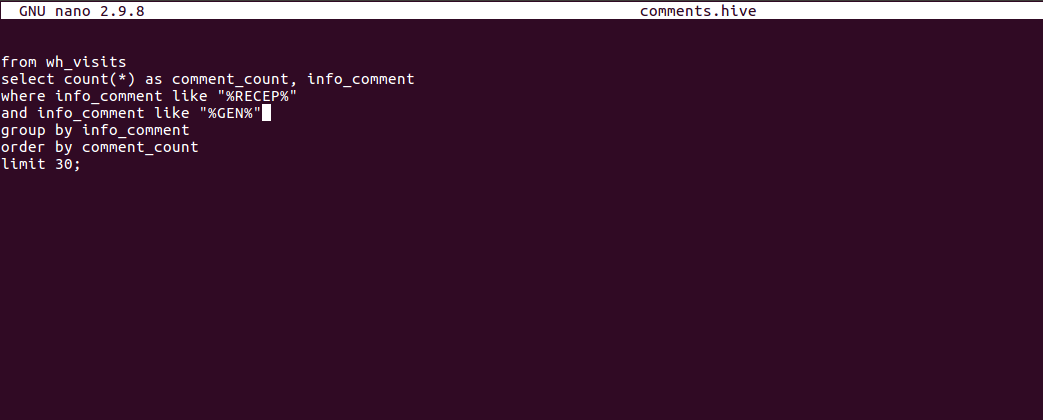 GNU nano 2.9.8 comments.hive
from wh_visits
select count(*) as comment_count, info_comment
where info_comment like "%RECEP%"
and info_comment like "%GEN%"
group by info_comment
order by comment_count
limit 30;